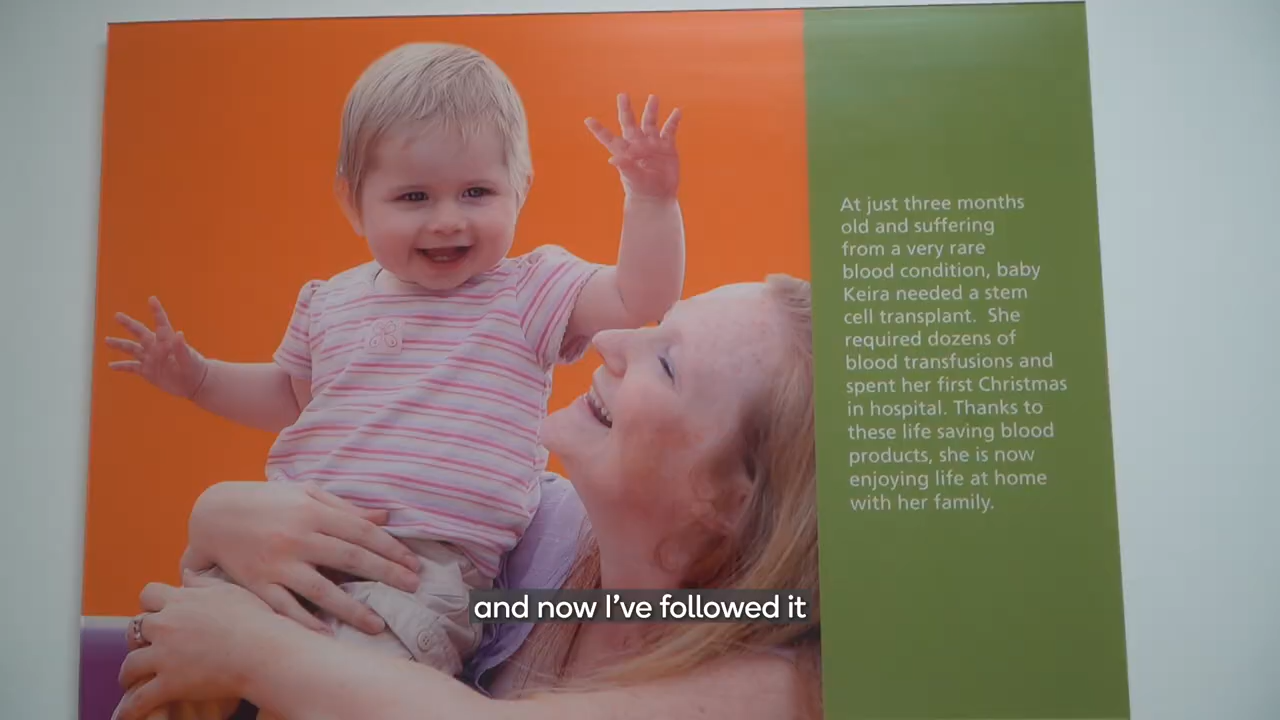 At just three months
old and suffering
from a very rare
blood condition, baby
Keira needed a stem
cell transplant.  She
required dozens of
blood transfusions and
spent her first Christmas
in hospital. Thanks to
these life saving blood
products, she is now
enjoying life at home
with her family.
and now I’ve followed it